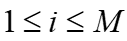 1 ≤ i ≤ M